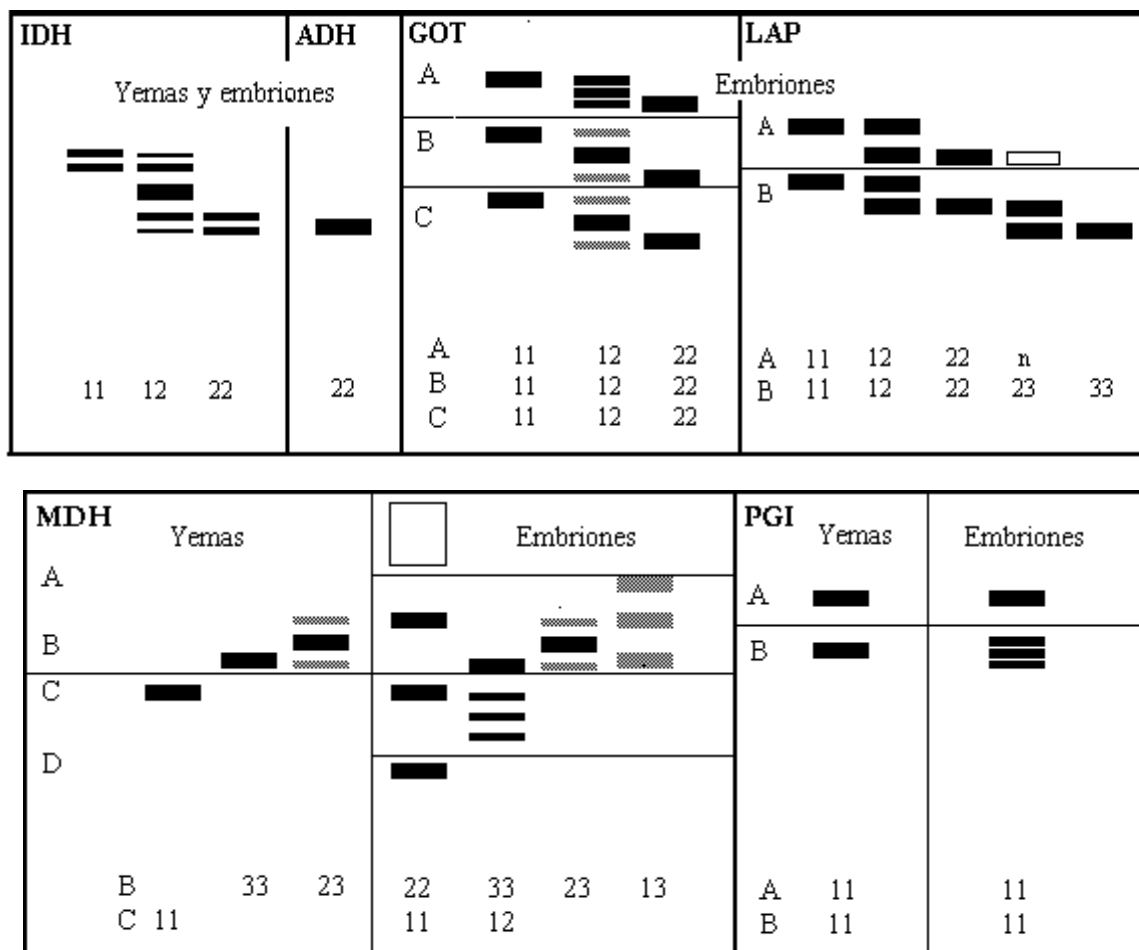 IDH ADH GOT LAP
Yemas y embriones
A
Embriones
A
B
B
C
A 11 12 22
B 11 12 22
C 11 12 22
A 11 12 22 n
B 11 12 22 23 33
11 12 22
22
MDH
Yemas
Embriones
PGI
Yemas
Embriones
A
B
C
D
A
B
B 33 23
C 11
22 33 23 13
11 12
A 11 11
B 11 11